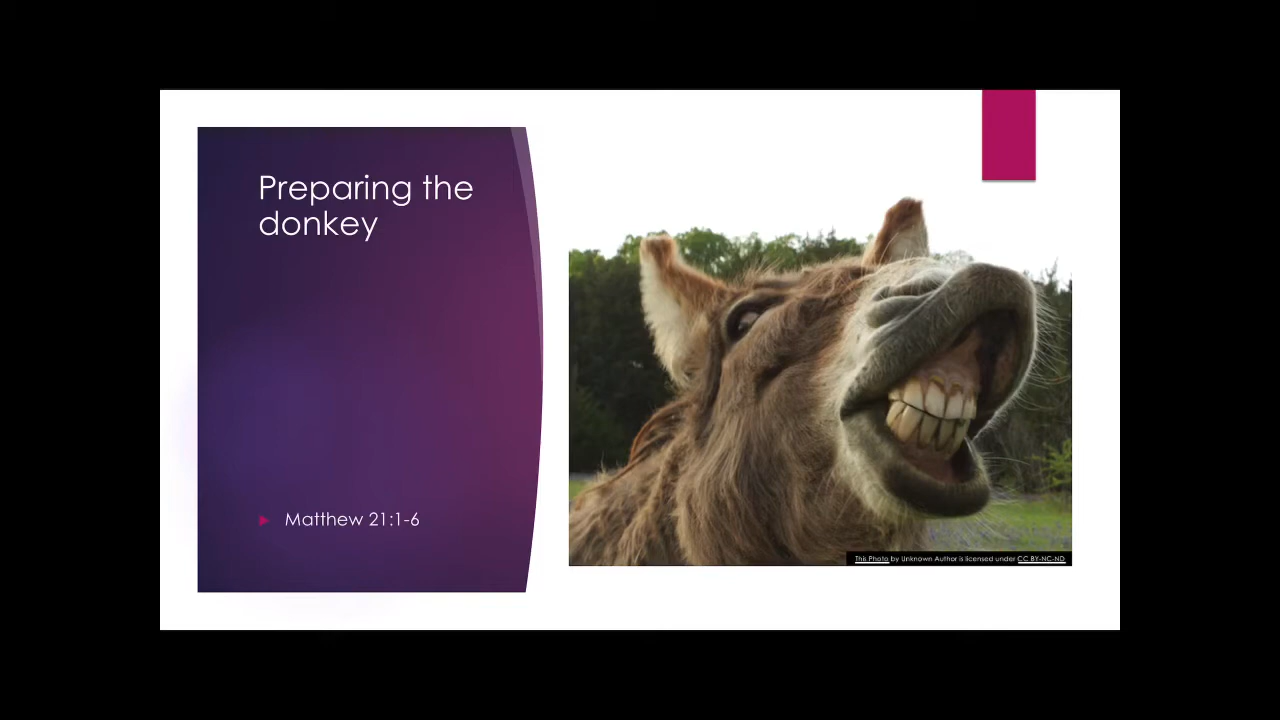 Preparing the
donkey
Matthew 21:1-6
This Photo by Unknown Author is licensed under CC BY-NC-ND